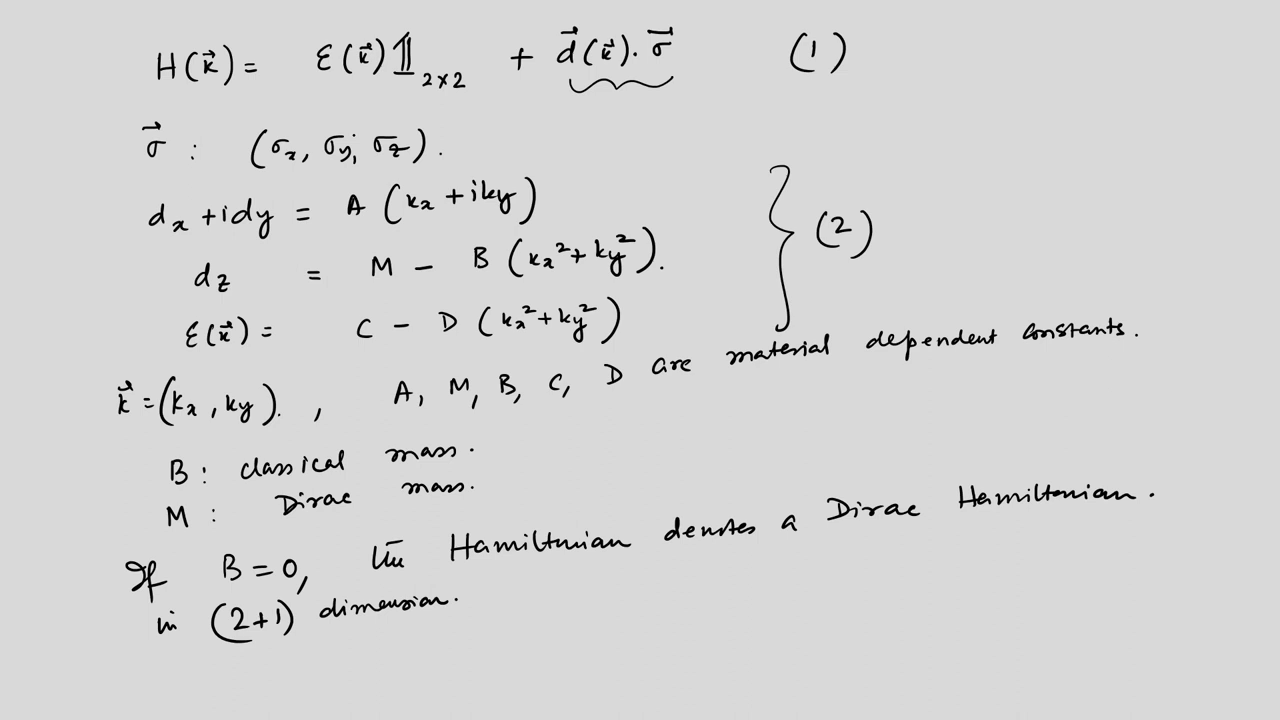 H(k⃗) = ε(k⃗) 𝟙₂ₓ₂ + d⃗(k⃗)·σ⃗ (1)
σ⃗ : (σₓ, σy, σz).
dₓ + idy = A (kₓ + iky)
dz = M − B (kₓ² + ky²). } (2)
ε(k⃗) = C − D (kₓ² + ky²)
k⃗ = (kₓ, ky). , A, M, B, C, D are material dependent constants.
B : classical mass.
M : Dirac mass.
If B = 0, the Hamiltonian denotes a Dirac Hamiltonian.
in (2+1) dimension.